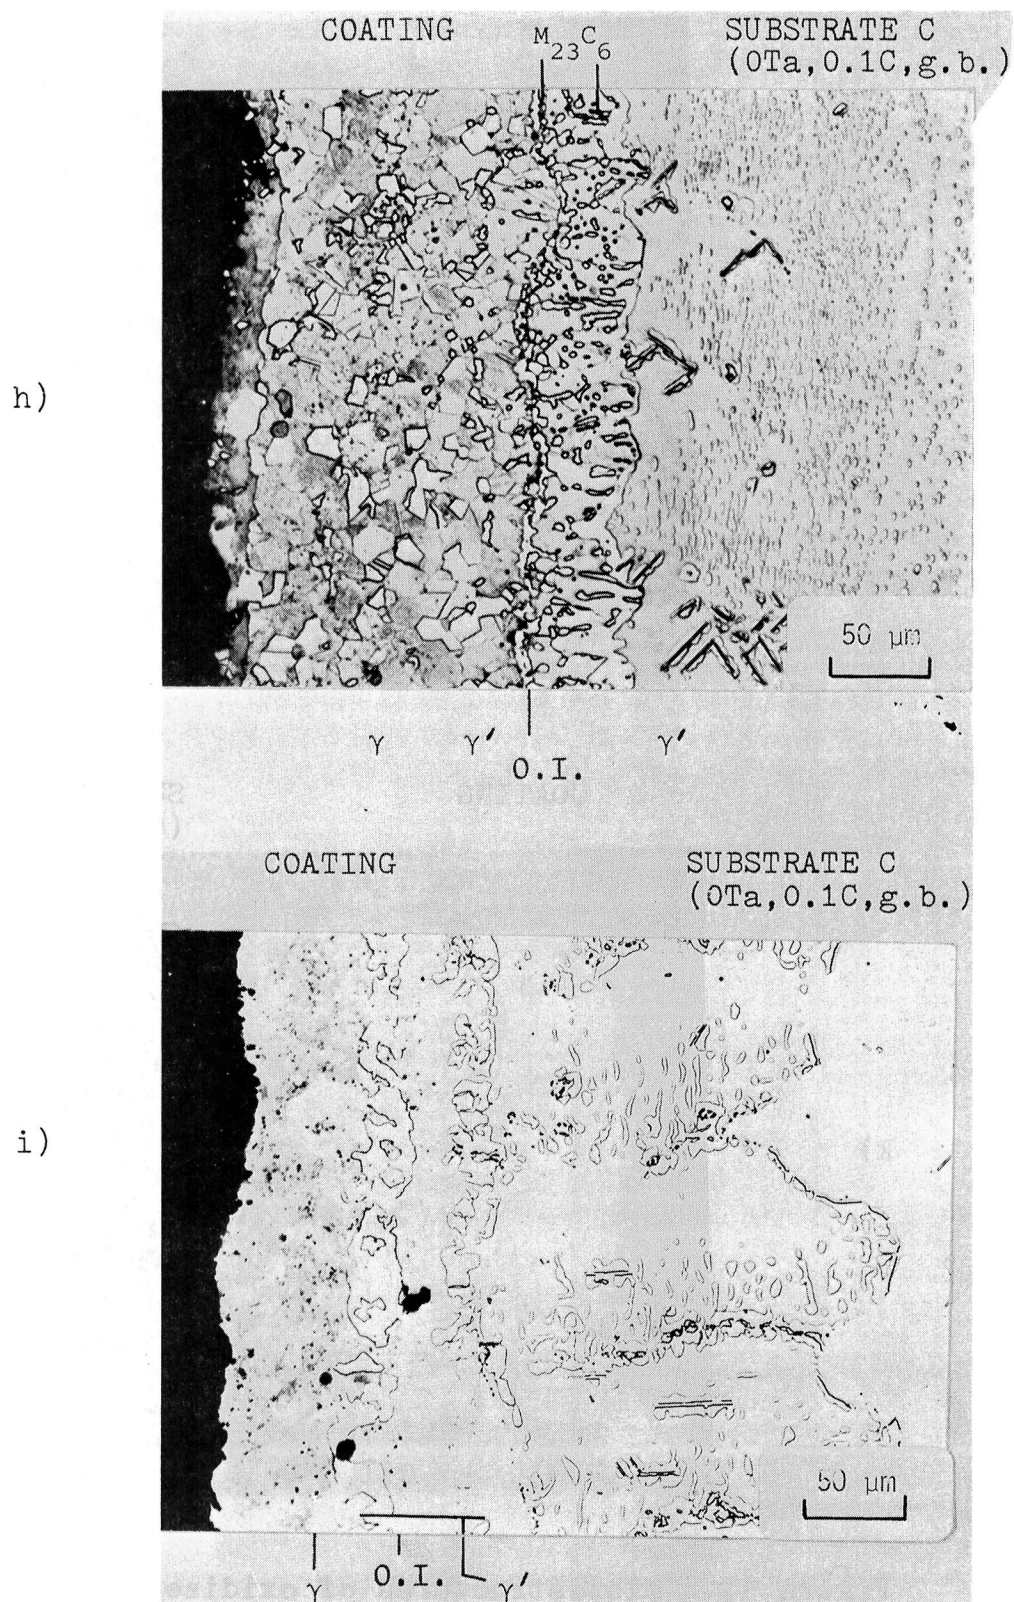 COATING
SUBSTRATE C
M23C6
(0Ta,0.1C,g.b.)
h)
50 µm
γ γ' γ'
O.I.
COATING
SUBSTRATE C
(0Ta,0.1C,g.b.)
i)
50 µm
γ O.I. γ'